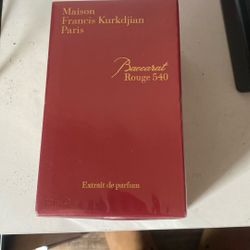 Maison
Francis Kurkdjian
Paris
Baccarat
Rouge 540
Extrait de parfum